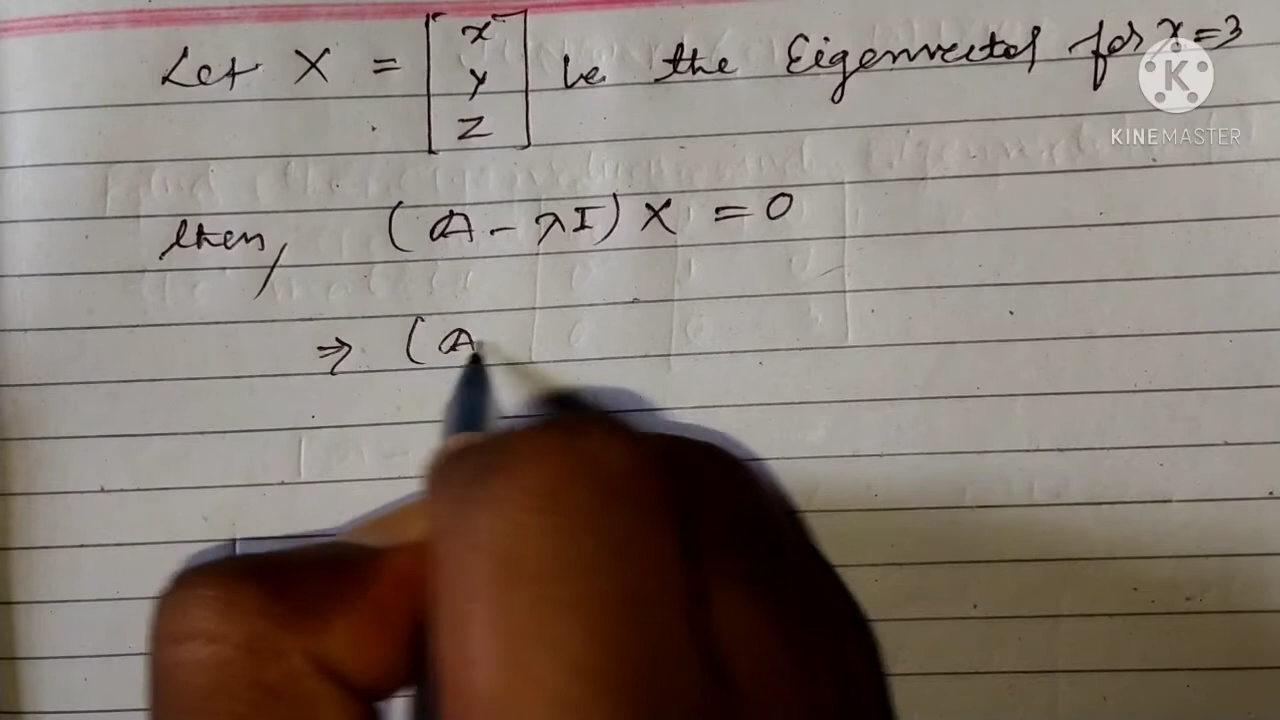 Let X = [x y z] be the Eigenvector for λ=3
K
KINEMASTER
then, (A - λI) X = 0
⇒ (A